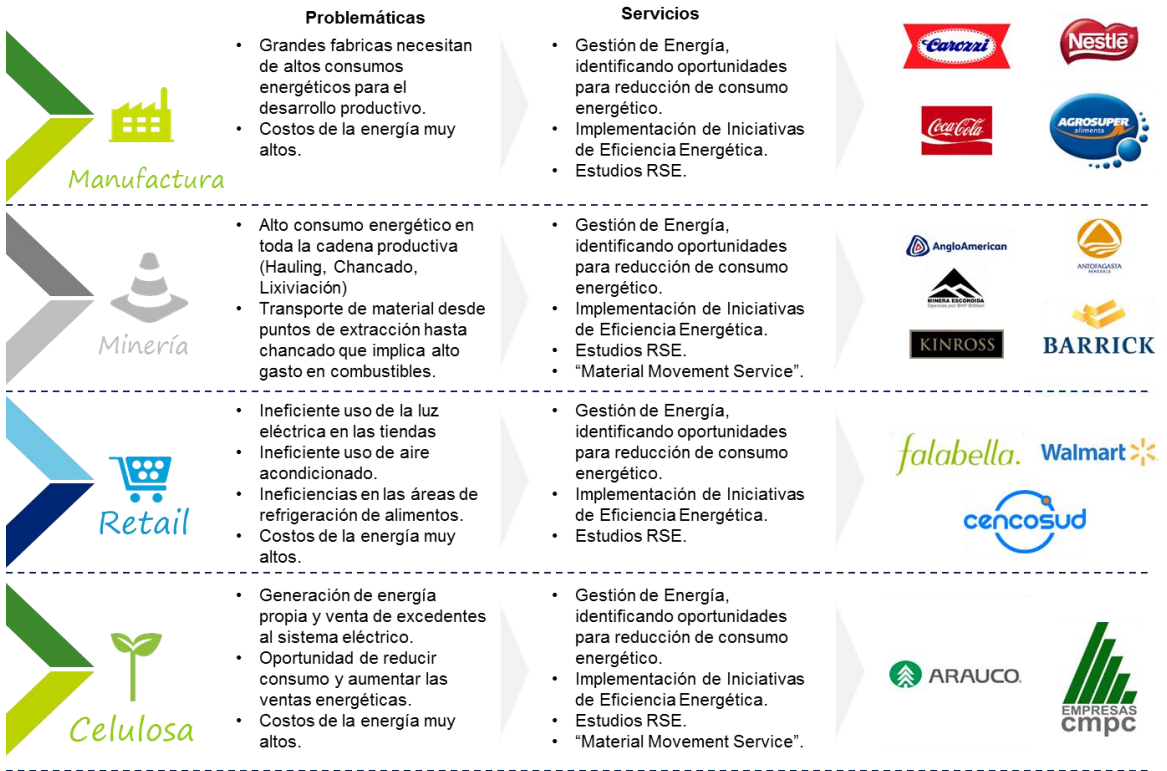 Problemáticas
Servicios
Manufactura
• Grandes fabricas necesitan
de altos consumos
energéticos para el
desarrollo productivo.
• Costos de la energía muy
altos.
• Gestión de Energía,
identificando oportunidades
para reducción de consumo
energético.
• Implementación de Iniciativas
de Eficiencia Energética.
• Estudios RSE.
Carozzi
Nestlé
Coca-Cola
AGROSUPER
alimenta
Minería
• Alto consumo energético en
toda la cadena productiva
(Hauling, Chancado,
Lixiviación)
• Transporte de material desde
puntos de extracción hasta
chancado que implica alto
gasto en combustibles.
• Gestión de Energía,
identificando oportunidades
para reducción de consumo
energético.
• Implementación de Iniciativas
de Eficiencia Energética.
• Estudios RSE.
• “Material Movement Service”.
AngloAmerican
ANTOFAGASTA
MINERALS
MINERA ESCONDIDA
Operada por BHP Billiton
KINROSS
BARRICK
Retail
• Ineficiente uso de la luz
eléctrica en las tiendas
• Ineficiente uso de aire
acondicionado.
• Ineficiencias en las áreas de
refrigeración de alimentos.
• Costos de la energía muy
altos.
• Gestión de Energía,
identificando oportunidades
para reducción de consumo
energético.
• Implementación de Iniciativas
de Eficiencia Energética.
• Estudios RSE.
falabella.
Walmart
cencosud
Celulosa
• Generación de energía
propia y venta de excedentes
al sistema eléctrico.
• Oportunidad de reducir
consumo y aumentar las
ventas energéticas.
• Costos de la energía muy
altos.
• Gestión de Energía,
identificando oportunidades
para reducción de consumo
energético.
• Implementación de Iniciativas
de Eficiencia Energética.
• Estudios RSE.
• “Material Movement Service”.
ARAUCO
EMPRESAS
cmpc